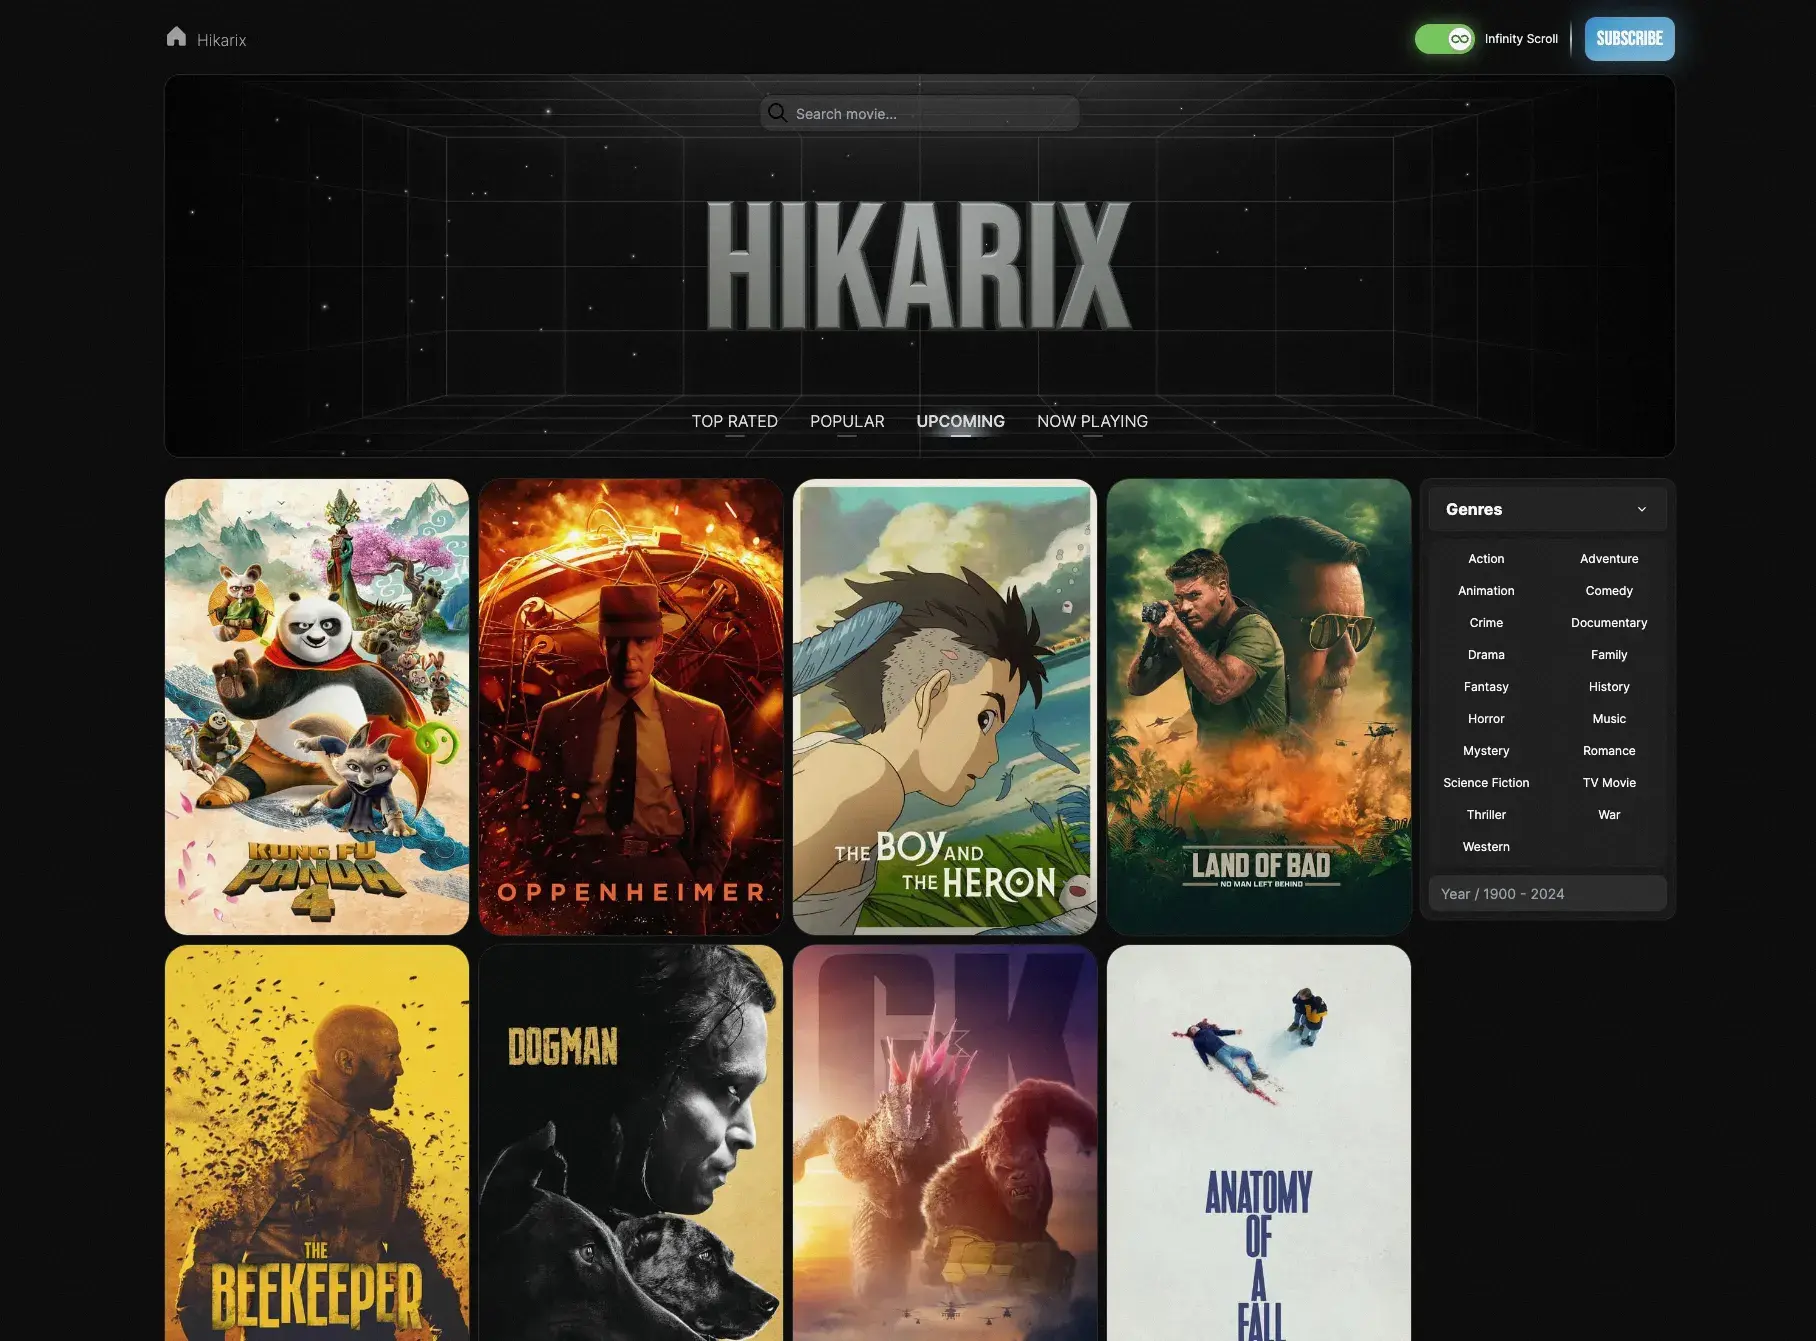 Hikarix
Infinity Scroll
SUBSCRIBE
Search movie...
HIKARIX
TOP RATED
POPULAR
UPCOMING
NOW PLAYING
KUNG FU
PANDA
4
OPPENHEIMER
THE BOY AND
THE HERON
LAND OF BAD
NO MAN LEFT BEHIND
Genres
Action
Adventure
Animation
Comedy
Crime
Documentary
Drama
Family
Fantasy
History
Horror
Music
Mystery
Romance
Science Fiction
TV Movie
Thriller
War
Western
Year / 1900 - 2024
THE
BEEKEEPER
DOGMAN
GK
ANATOMY
OF
A
FALL